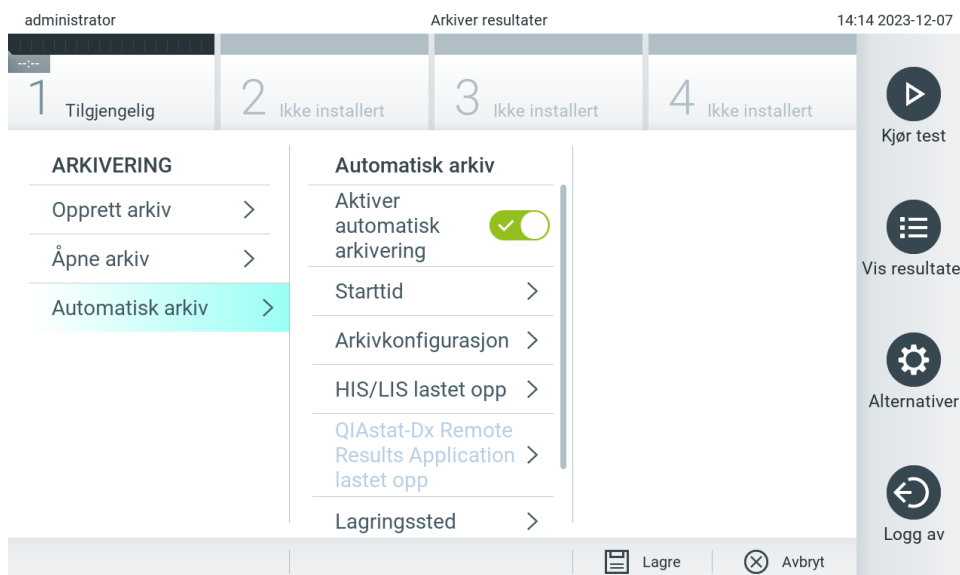 administrator
Arkiver resultater
14:14 2023-12-07
--:--
1 Tilgjengelig
2 Ikke installert
3 Ikke installert
4 Ikke installert
Kjør test
Vis resultate
Alternativer
Logg av
ARKIVERING
Opprett arkiv
Åpne arkiv
Automatisk arkiv
Automatisk arkiv
Aktiver
automatisk
arkivering
Starttid
Arkivkonfigurasjon
HIS/LIS lastet opp
QIAstat-Dx Remote
Results Application
lastet opp
Lagringssted
Lagre
Avbryt